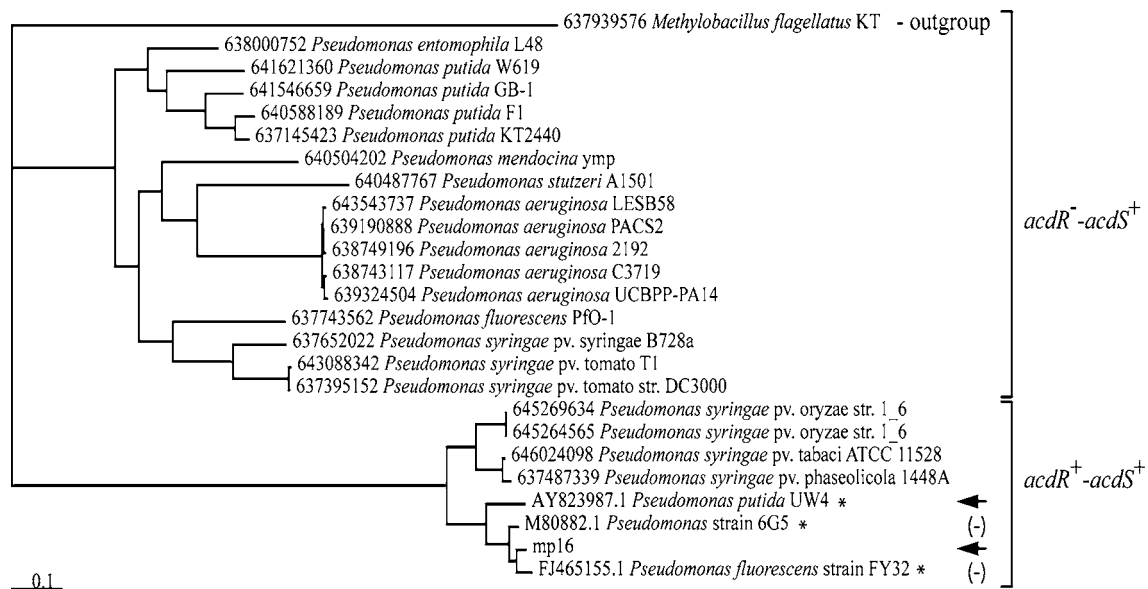 637939576 Methylobacillus flagellatus KT - outgroup
638000752 Pseudomonas entomophila L48
641621360 Pseudomonas putida W619
641546659 Pseudomonas putida GB-1
640588189 Pseudomonas putida F1
637145423 Pseudomonas putida KT2440
640504202 Pseudomonas mendocina ymp
640487767 Pseudomonas stutzeri A1501
643543737 Pseudomonas aeruginosa LESB58
639190888 Pseudomonas aeruginosa PACS2
638749196 Pseudomonas aeruginosa 2192
638743117 Pseudomonas aeruginosa C3719
639324504 Pseudomonas aeruginosa UCBPP-PA14
637743562 Pseudomonas fluorescens PfO-1
637652022 Pseudomonas syringae pv. syringae B728a
643088342 Pseudomonas syringae pv. tomato T1
637395152 Pseudomonas syringae pv. tomato str. DC3000
acdR⁻-acdS⁺
645269634 Pseudomonas syringae pv. oryzae str. 1_6
645264565 Pseudomonas syringae pv. oryzae str. 1_6
646024098 Pseudomonas syringae pv. tabaci ATCC 11528
637487339 Pseudomonas syringae pv. phaseolicola 1448A
AY823987.1 Pseudomonas putida UW4 *
M80882.1 Pseudomonas strain 6G5 * (-)
mp16
FJ465155.1 Pseudomonas fluorescens strain FY32 * (-)
acdR⁺-acdS⁺
0.1